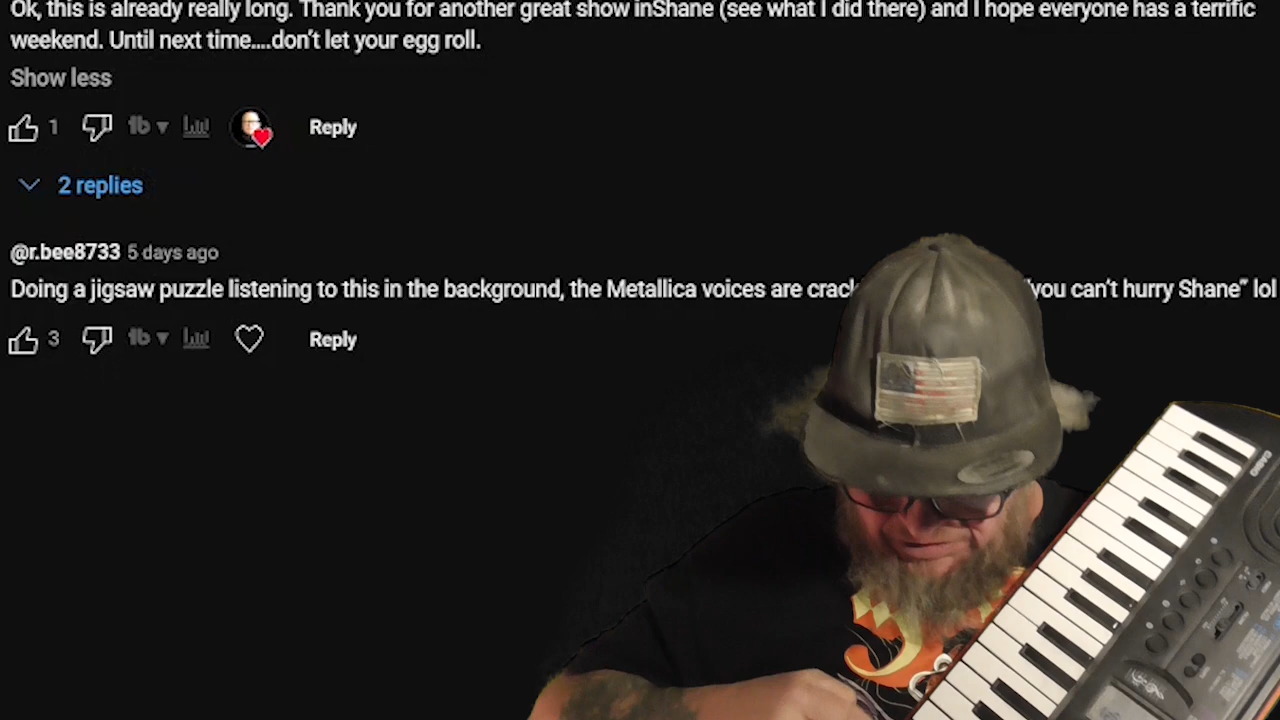 Ok, this is already really long. Thank you for another great show inShane (see what I did there) and I hope everyone has a terrific
weekend. Until next time....don't let your egg roll.
Show less
1 Reply
2 replies
@r.bee8733 5 days ago
Doing a jigsaw puzzle listening to this in the background, the Metallica voices are "you can't hurry Shane" lol
3 Reply
CASIO